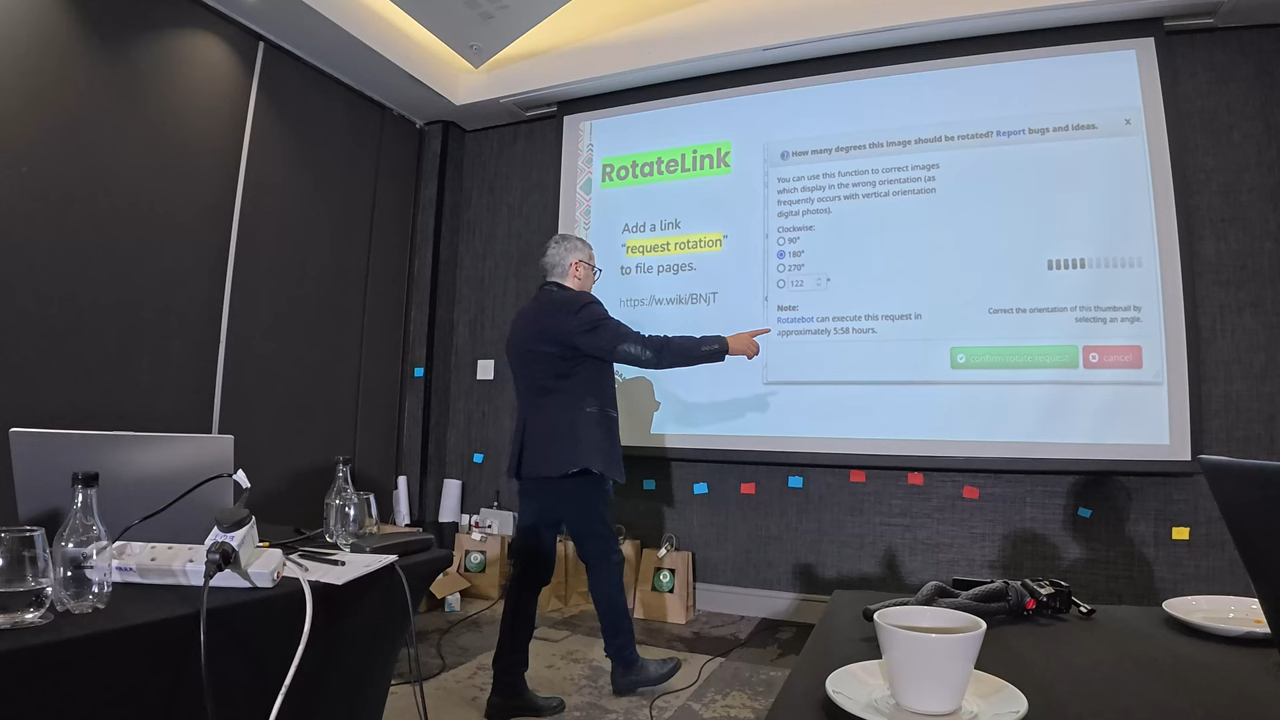 RotateLink
Add a link
“request rotation”
to file pages.
https://w.wiki/BNjT
How many degrees this image should be rotated? Report bugs and ideas.
x
You can use this function to correct images
which display in the wrong orientation (as
frequently occurs with vertical orientation
digital photos).
Clockwise:
90°
180°
270°
122 °
Note:
Rotatebot can execute this request in
approximately 5:58 hours.
Correct the orientation of this thumbnail by
selecting an angle.
confirm rotate request
cancel